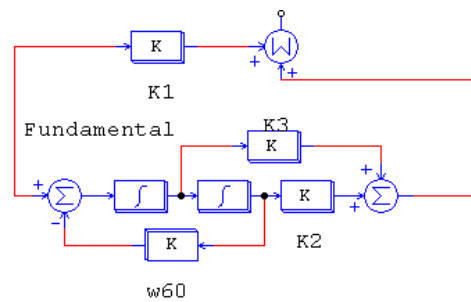 K
+
+
K1
Fundamental
K3
K
+
+
Σ
∫
∫
K
+
Σ
−
K
K2
w60